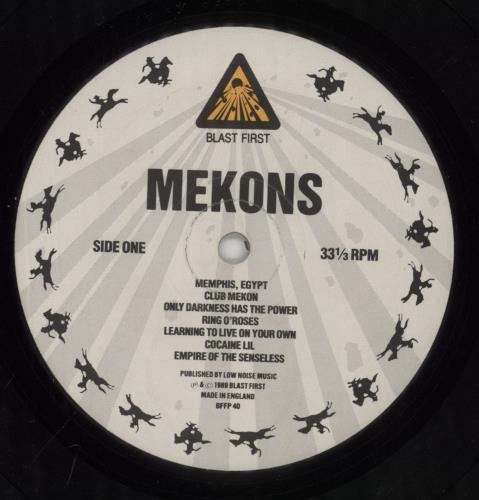 BLAST FIRST
MEKONS
SIDE ONE
33⅓ RPM
MEMPHIS, EGYPT
CLUB MEKON
ONLY DARKNESS HAS THE POWER
RING O'ROSES
LEARNING TO LIVE ON YOUR OWN
COCAINE LIL
EMPIRE OF THE SENSELESS
PUBLISHED BY LOW NOISE MUSIC
℗ & © 1989 BLAST FIRST
MADE IN ENGLAND
BFFP 40